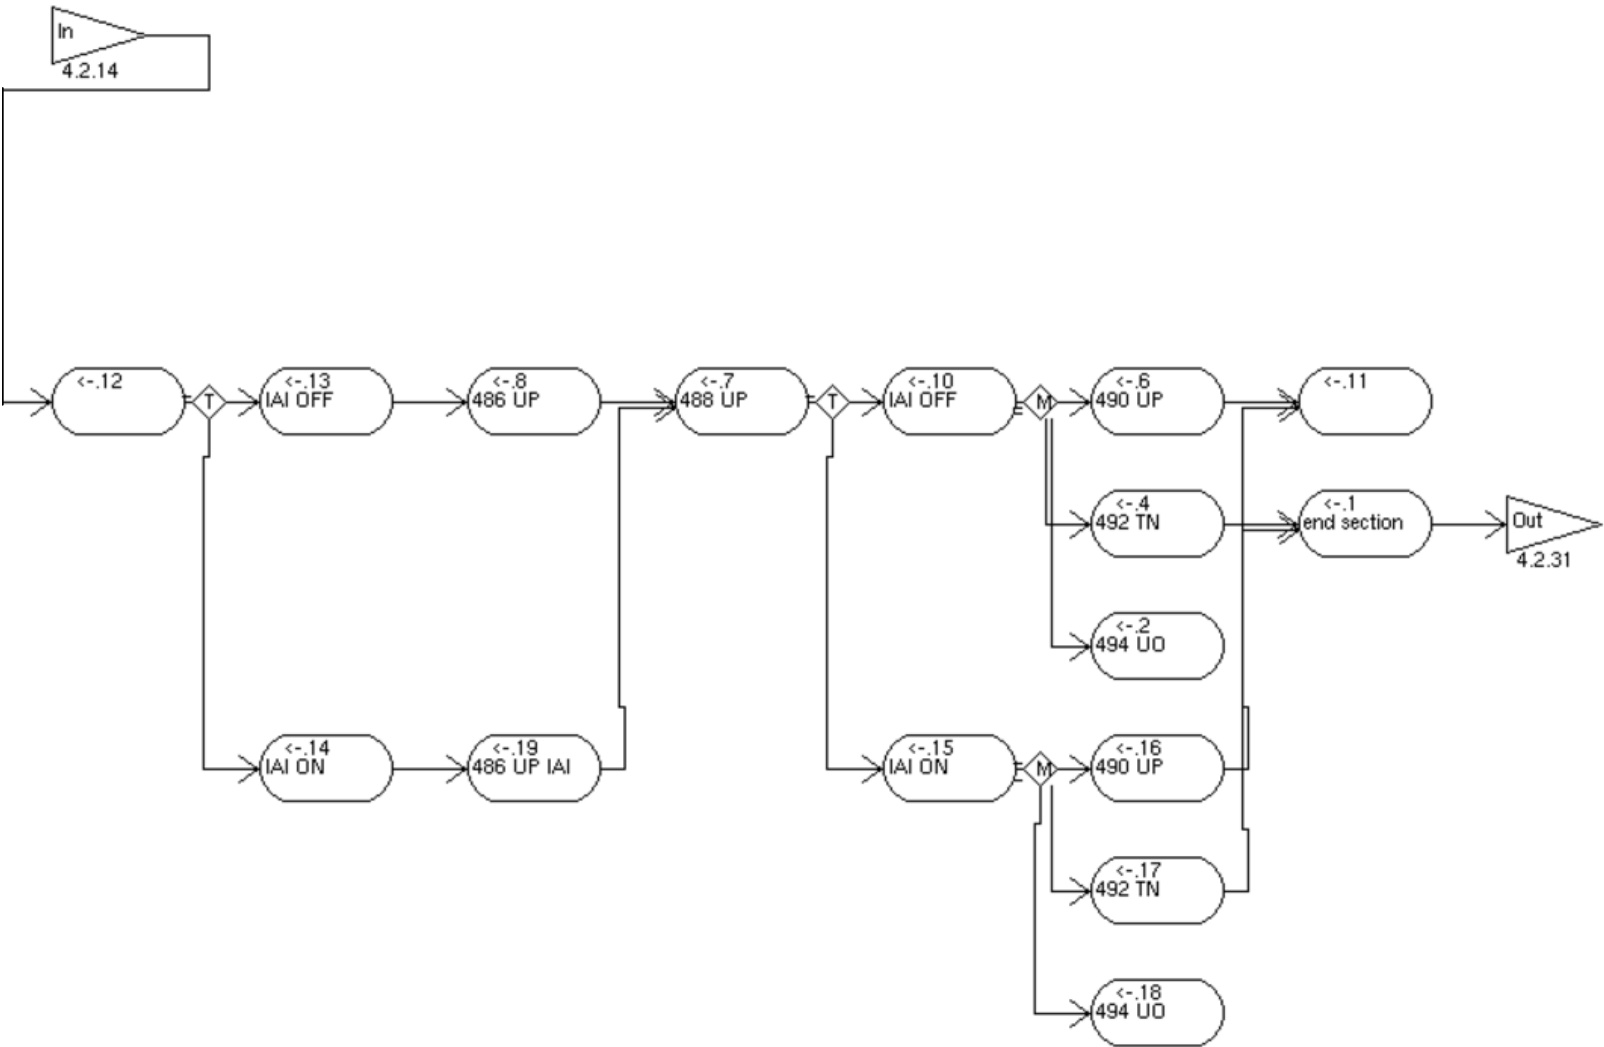 In
4.2.14
<-.12
T
<-.13
IAI OFF
<-.8
486 UP
<-.7
488 UP
T
<-.10
IAI OFF
M
<-.6
490 UP
<-.11
<-.4
492 TN
<-.1
end section
Out
4.2.31
<-.2
494 UO
<-.14
IAI ON
<-.19
486 UP IAI
<-.15
IAI ON
M
<-.16
490 UP
<-.17
492 TN
<-.18
494 UO